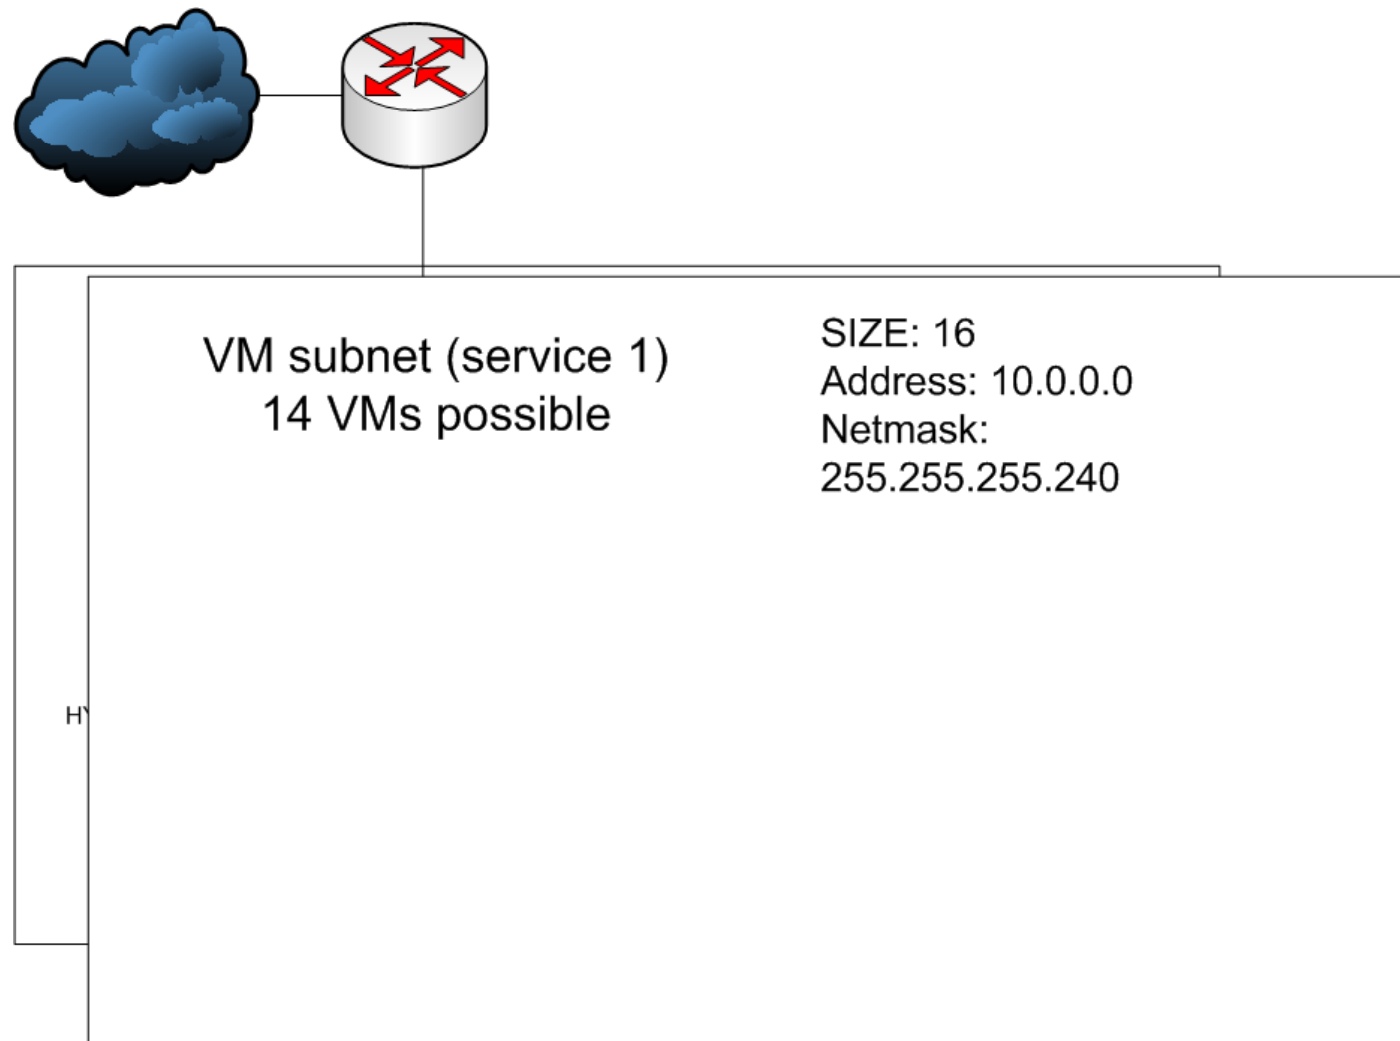 VM subnet (service 1)
14 VMs possible
SIZE: 16
Address: 10.0.0.0
Netmask:
255.255.255.240